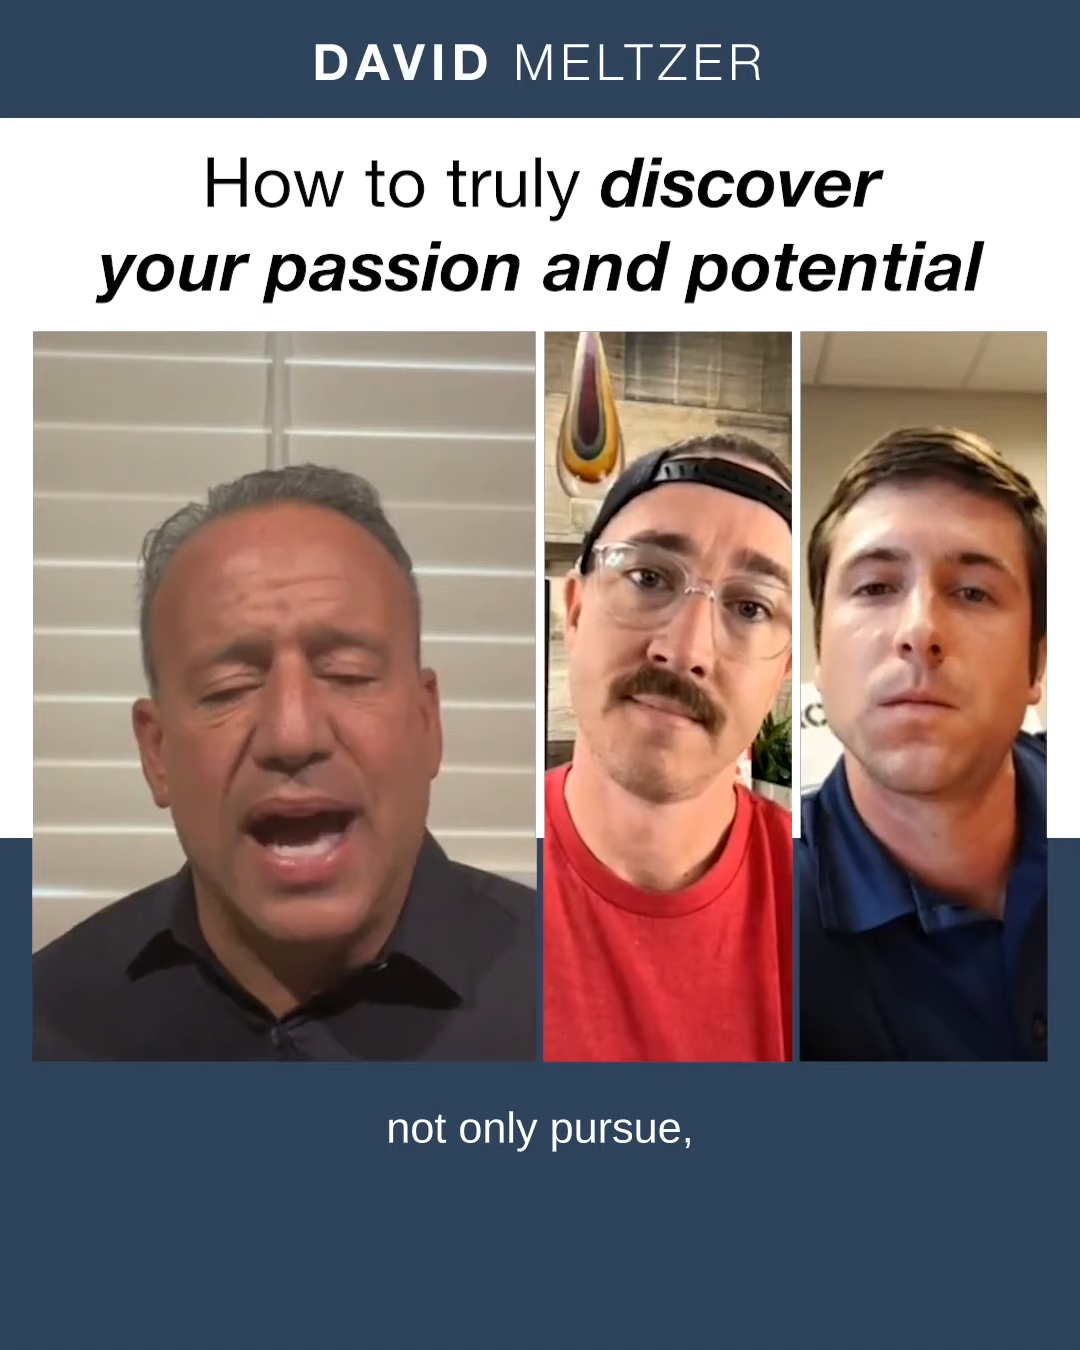 DAVID MELTZER
How to truly discover
your passion and potential
not only pursue,